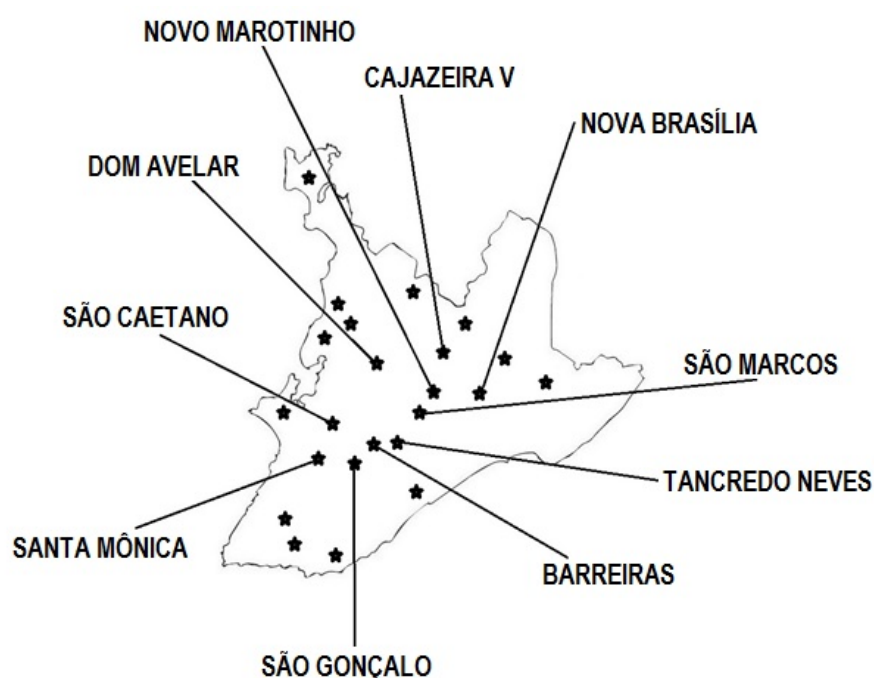 NOVO MAROTINHO
CAJAZEIRA V
NOVA BRASÍLIA
DOM AVELAR
SÃO CAETANO
SÃO MARCOS
TANCREDO NEVES
SANTA MÔNICA
BARREIRAS
SÃO GONÇALO